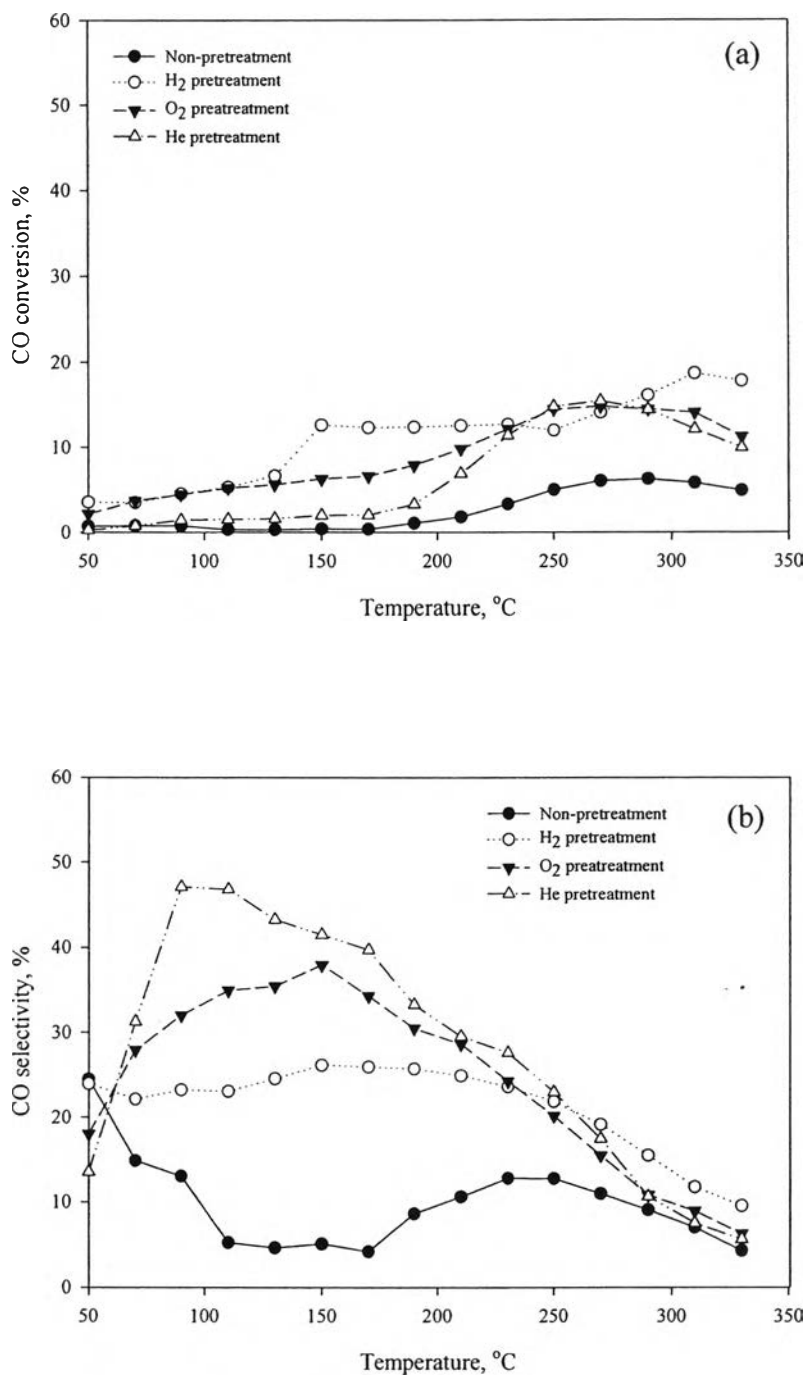 (a)
Non-pretreatment
H2 pretreatment
O2 preatreatment
He pretreatment
CO conversion, %
60
50
40
30
20
10
0
50 100 150 200 250 300 350
Temperature, °C
(b)
Non-pretreatment
H2 pretreatment
O2 preatreatment
He pretreatment
CO selectivity, %
60
50
40
30
20
10
0
50 100 150 200 250 300 350
Temperature, °C